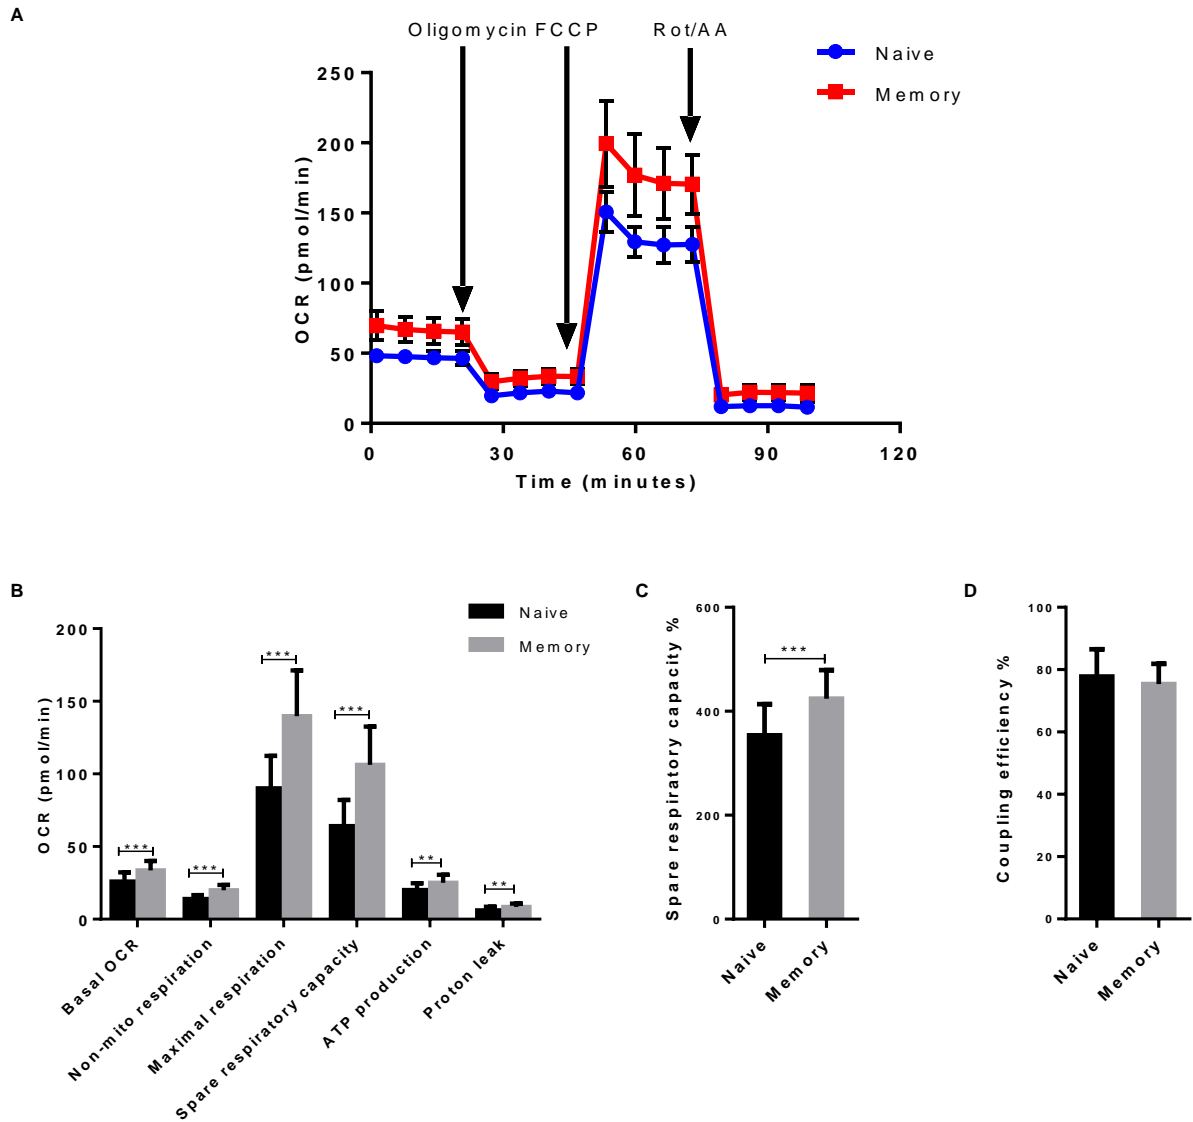 A
Oligomycin FCCP Rot/AA
Naive
Memory
250
200
150
100
50
0
OCR (pmol/min)
0 30 60 90 120
Time (minutes)
B
Naive
Memory
200
150
100
50
0
OCR (pmol/min)
***
***
***
***
**
**
Basal OCR
Non-mito respiration
Maximal respiration
Spare respiratory capacity
ATP production
Proton leak
C
600
400
200
0
Spare respiratory capacity %
***
Naive
Memory
D
100
80
60
40
20
0
Coupling efficiency %
Naive
Memory